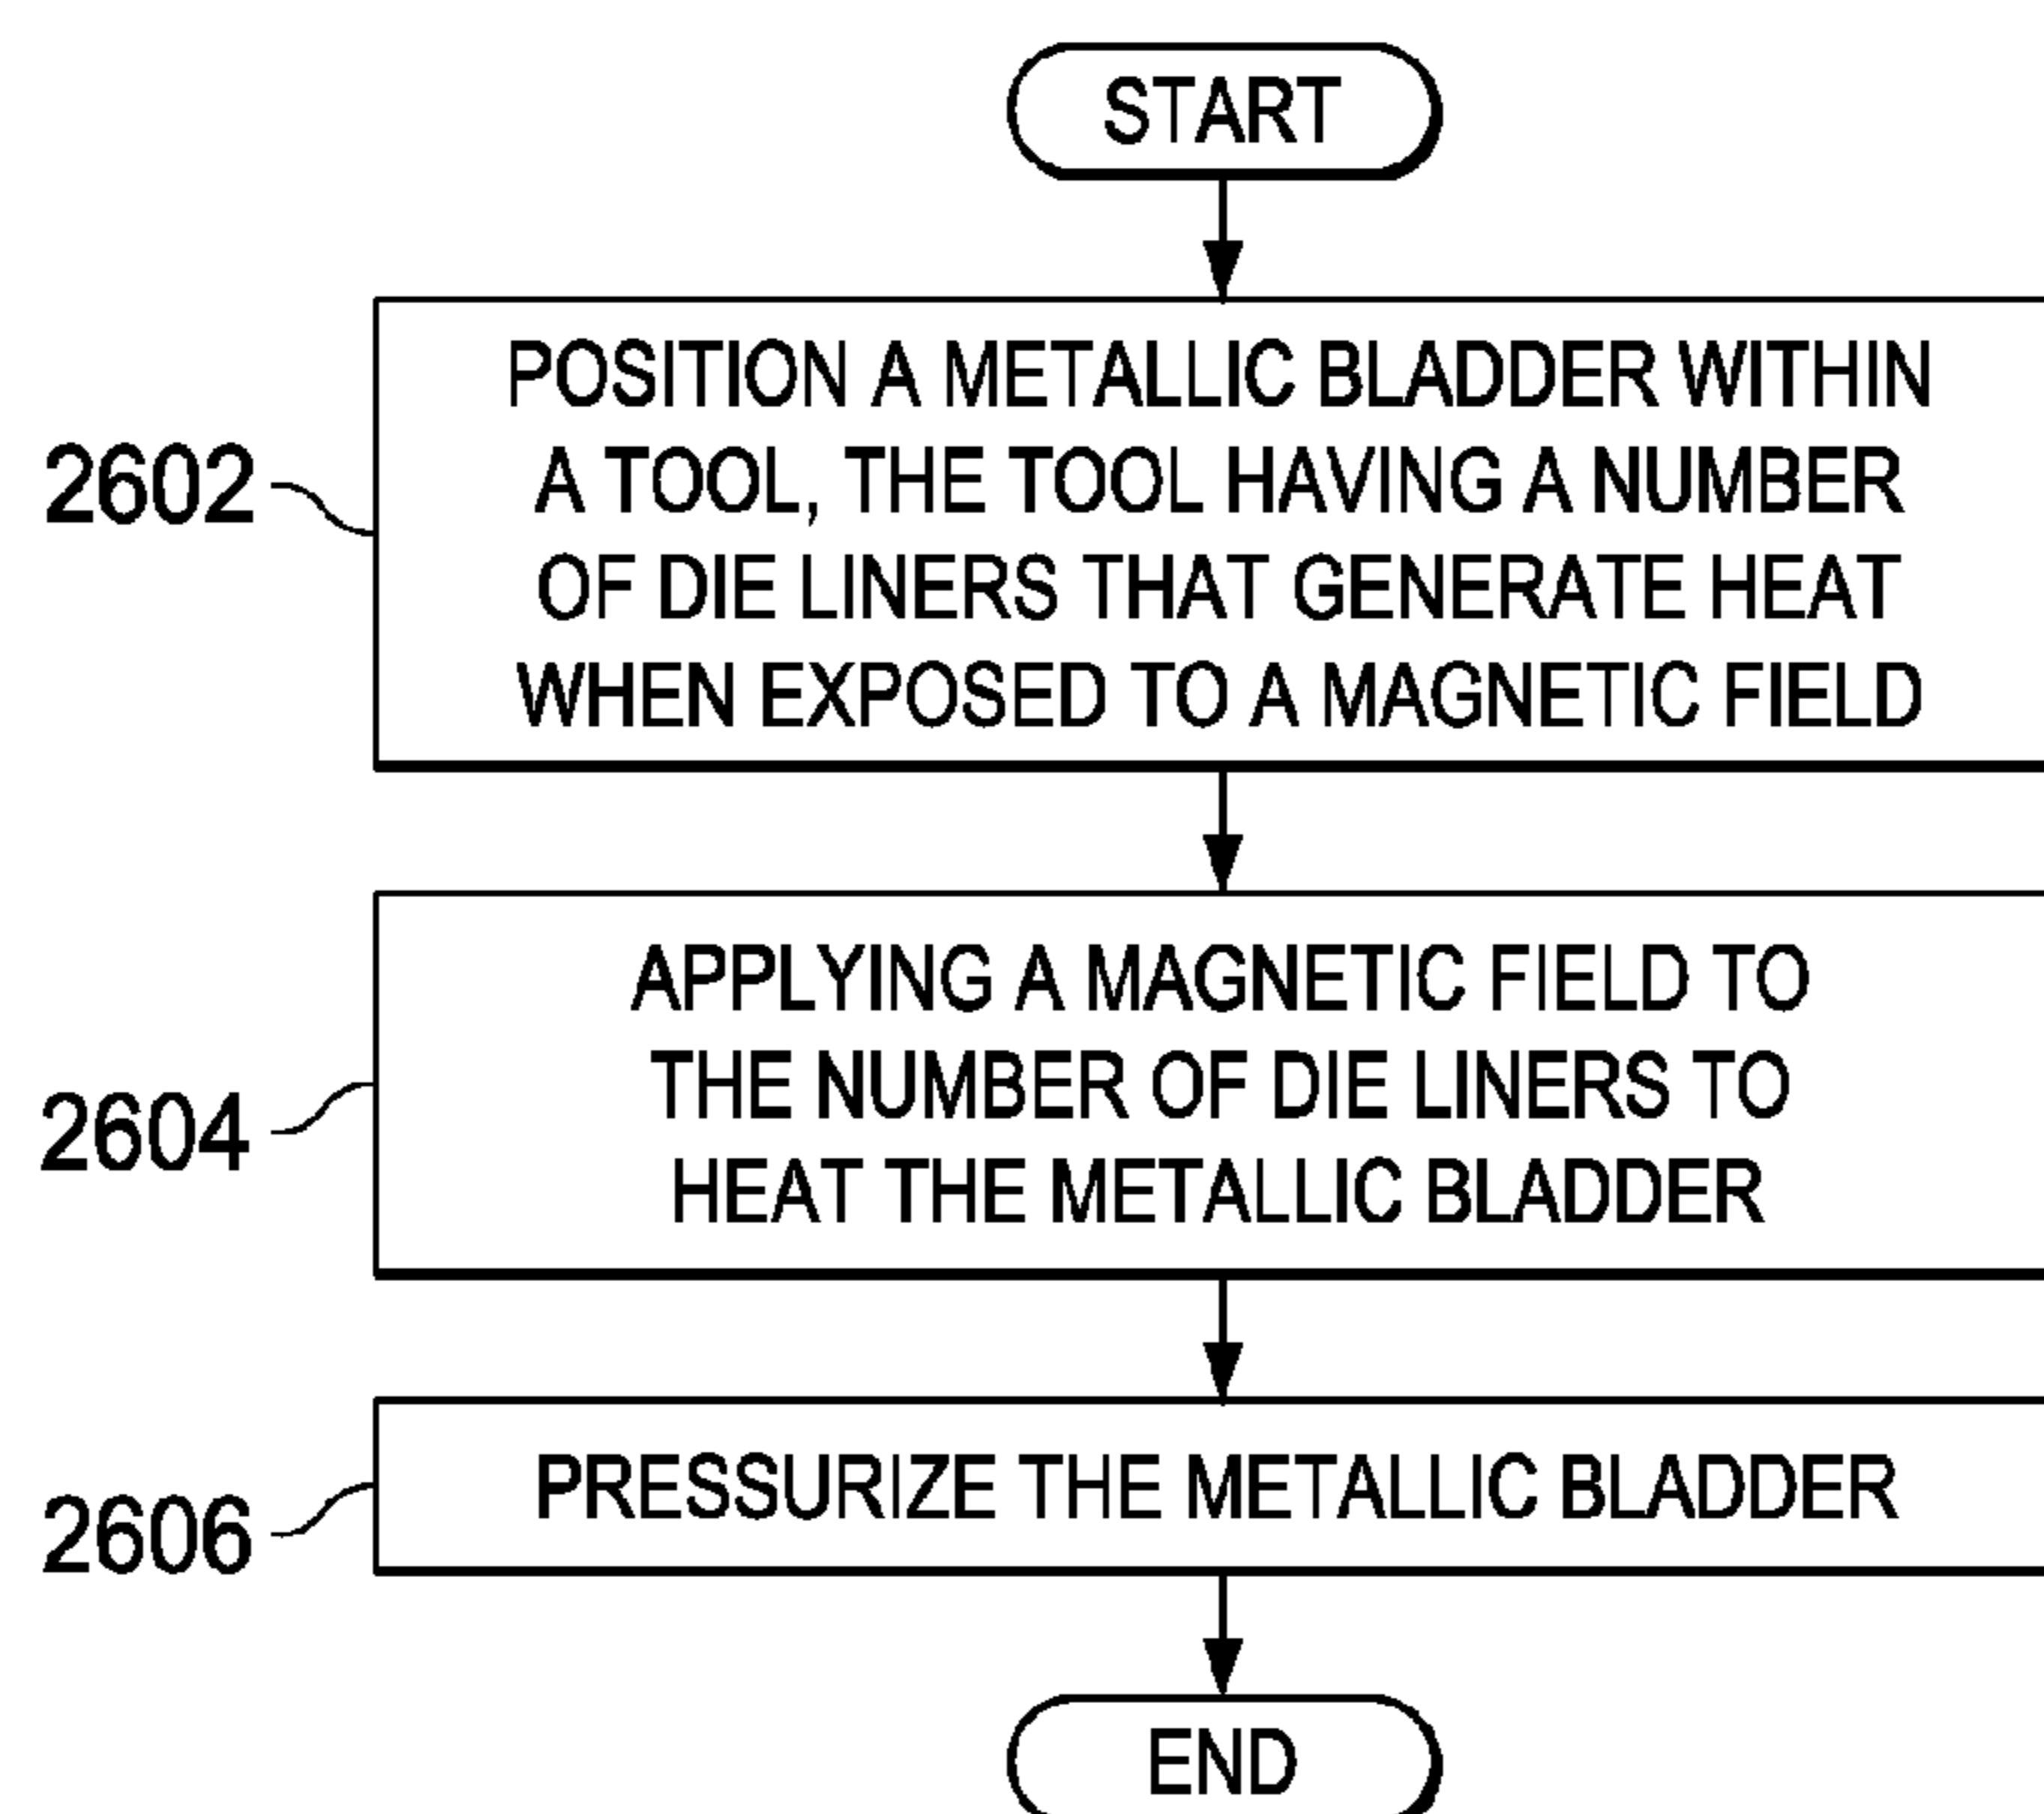 START
2602
POSITION A METALLIC BLADDER WITHIN
A TOOL, THE TOOL HAVING A NUMBER
OF DIE LINERS THAT GENERATE HEAT
WHEN EXPOSED TO A MAGNETIC FIELD
2604
APPLYING A MAGNETIC FIELD TO
THE NUMBER OF DIE LINERS TO
HEAT THE METALLIC BLADDER
2606
PRESSURIZE THE METALLIC BLADDER
END